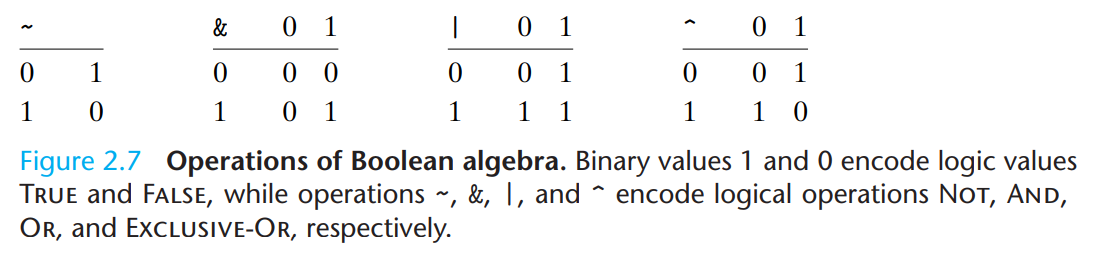 ~ & 0 1 | 0 1 ^ 0 1
0 1 0 0 0 0 0 1 0 0 1
1 0 1 0 1 1 1 1 1 1 0
Figure 2.7 Operations of Boolean algebra. Binary values 1 and 0 encode logic values
TRUE and FALSE, while operations ~, &, |, and ^ encode logical operations NOT, AND,
OR, and EXCLUSIVE-OR, respectively.